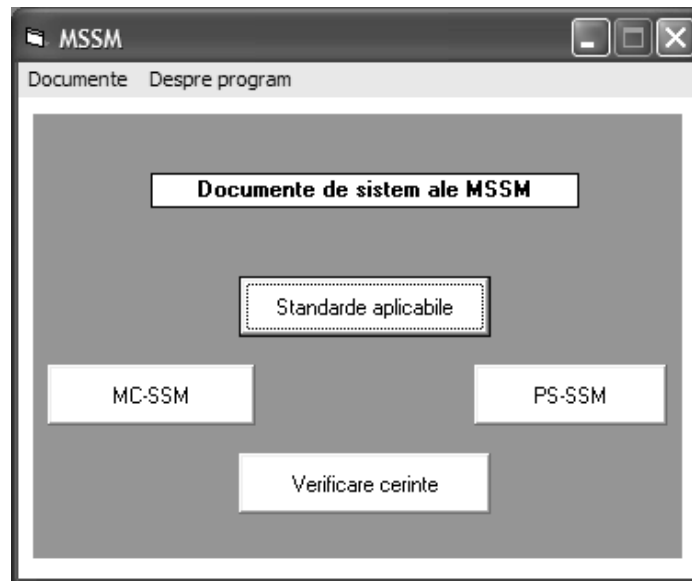 MSSM
Documente Despre program
Documente de sistem ale MSSM
Standarde aplicabile
MC-SSM
PS-SSM
Verificare cerinte